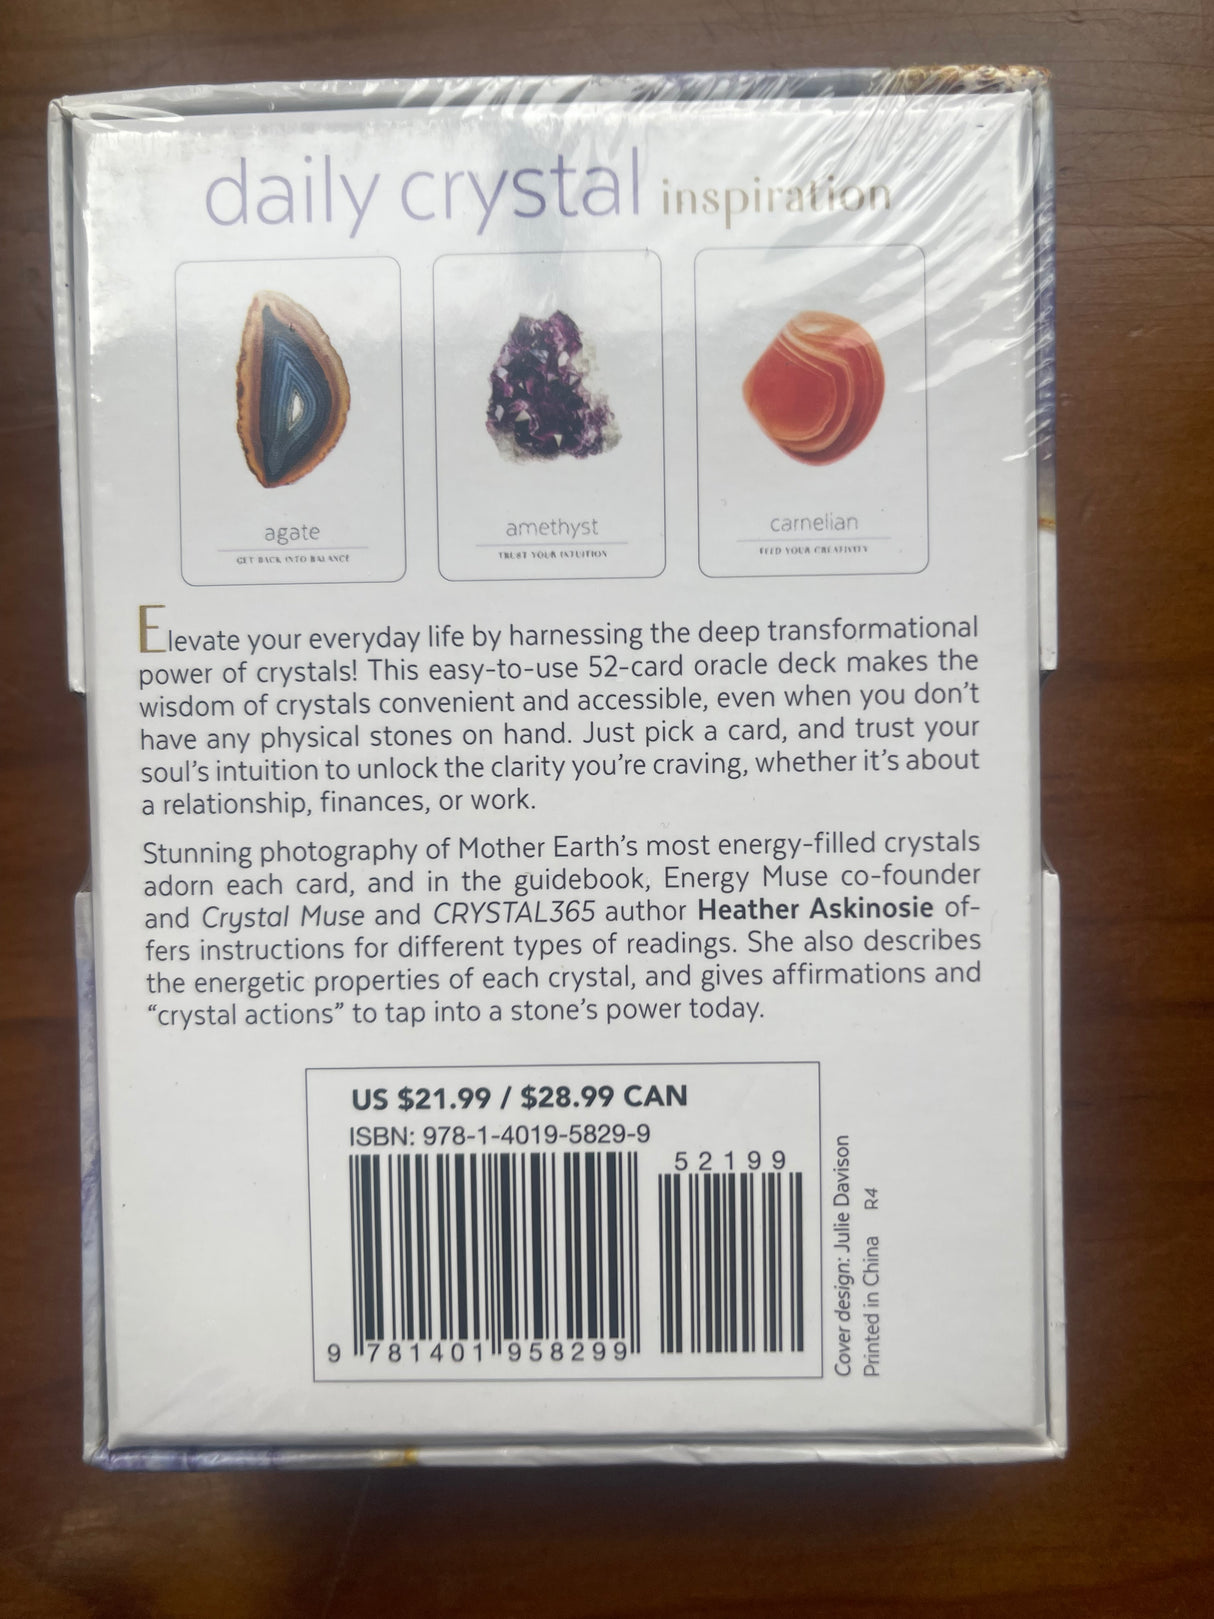 daily crystal inspiration
agate
GET BACK INTO BALANCE
amethyst
TRUST YOUR INTUITION
carnelian
FEED YOUR CREATIVITY
Elevate your everyday life by harnessing the deep transformational
power of crystals! This easy-to-use 52-card oracle deck makes the
wisdom of crystals convenient and accessible, even when you don't
have any physical stones on hand. Just pick a card, and trust your
soul's intuition to unlock the clarity you're craving, whether it's about
a relationship, finances, or work.
Stunning photography of Mother Earth's most energy-filled crystals
adorn each card, and in the guidebook, Energy Muse co-founder
and Crystal Muse and CRYSTAL365 author Heather Askinosie of-
fers instructions for different types of readings. She also describes
the energetic properties of each crystal, and gives affirmations and
“crystal actions” to tap into a stone's power today.
US $21.99 / $28.99 CAN
ISBN: 978-1-4019-5829-9
52199
9 781401 958299
Cover design: Julie Davison
Printed in China R4